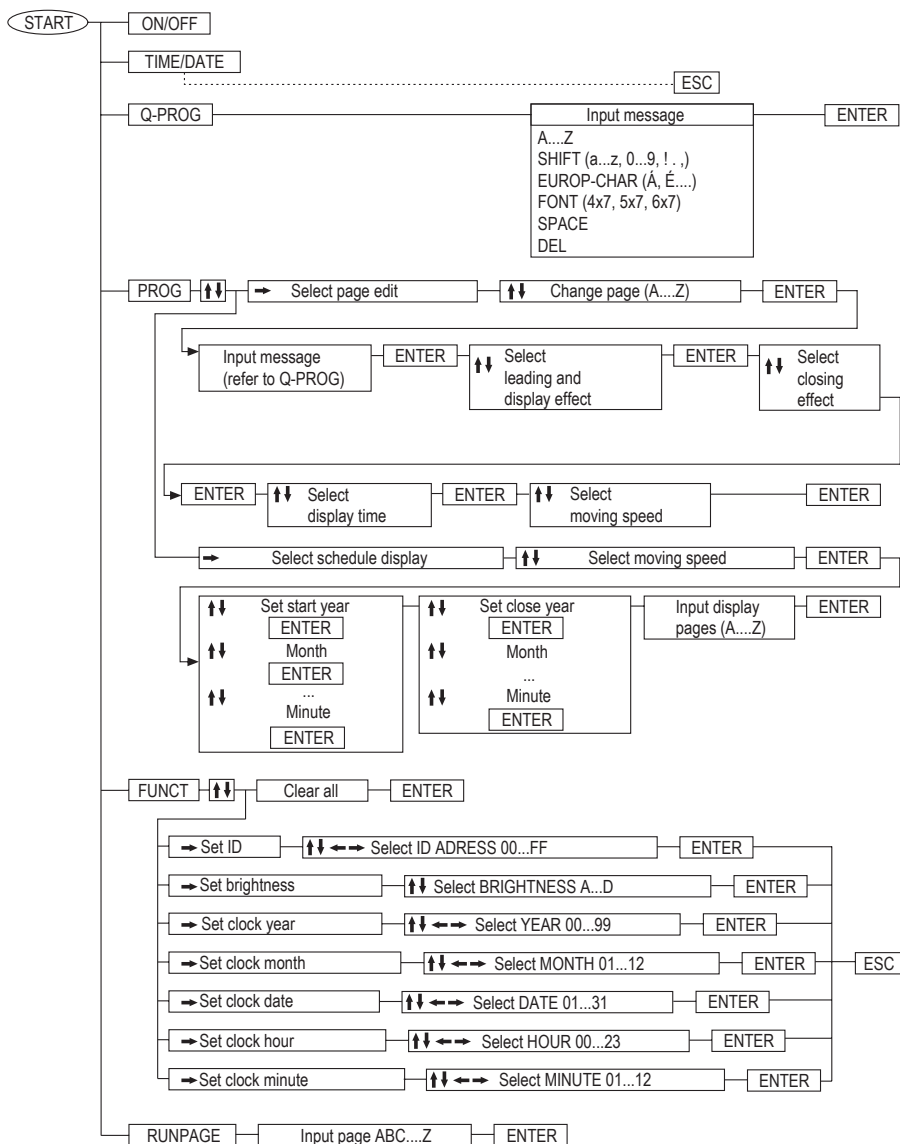 START
ON/OFF
TIME/DATE
ESC
Q-PROG
Input message
ENTER
A....Z
SHIFT (a...z, 0...9, ! . ,)
EUROP-CHAR (Á, É....)
FONT (4x7, 5x7, 6x7)
SPACE
DEL
PROG ⬆⬇ ➡ Select page edit ⬆⬇ Change page (A....Z) ENTER
Input message
(refer to Q-PROG)
ENTER
⬆⬇ Select
leading and
display effect
ENTER
⬆⬇ Select
closing
effect
ENTER
⬆⬇ Select
display time
ENTER
⬆⬇ Select
moving speed
ENTER
➡ Select schedule display ⬆⬇ Select moving speed ENTER
⬆⬇ Set start year
ENTER
⬆⬇ Month
ENTER
...
⬆⬇ Minute
ENTER
⬆⬇ Set close year
ENTER
⬆⬇ Month
...
⬆⬇ Minute
ENTER
Input display
pages (A....Z)
ENTER
FUNCT ⬆⬇ Clear all ENTER
➡ Set ID ⬆⬇ ⬅➡ Select ID ADRESS 00...FF ENTER
➡ Set brightness ⬆⬇ Select BRIGHTNESS A...D ENTER
➡ Set clock year ⬆⬇ ⬅➡ Select YEAR 00...99 ENTER
➡ Set clock month ⬆⬇ ⬅➡ Select MONTH 01...12 ENTER ESC
➡ Set clock date ⬆⬇ ⬅➡ Select DATE 01...31 ENTER
➡ Set clock hour ⬆⬇ ⬅➡ Select HOUR 00...23 ENTER
➡ Set clock minute ⬆⬇ ⬅➡ Select MINUTE 01...12 ENTER
RUNPAGE Input page ABC....Z ENTER